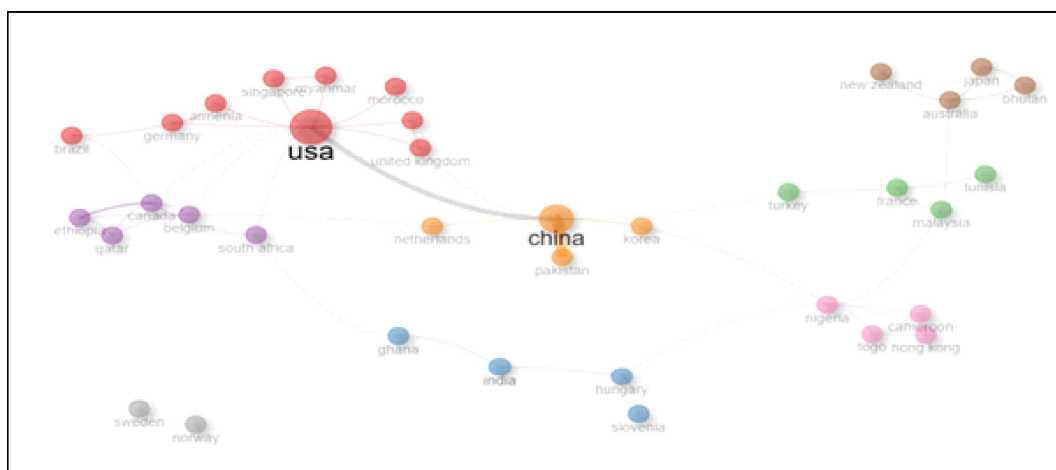 singapore
myanmar
morocco
armenia
germany
brazil
usa
united kingdom
new zealand
japan
bhutan
australia
canada
ethiopia
belgium
qatar
south africa
netherlands
china
korea
pakistan
turkey
france
tunisia
malaysia
nigeria
cameroon
togo
hong kong
ghana
india
hungary
slovenia
sweden
norway